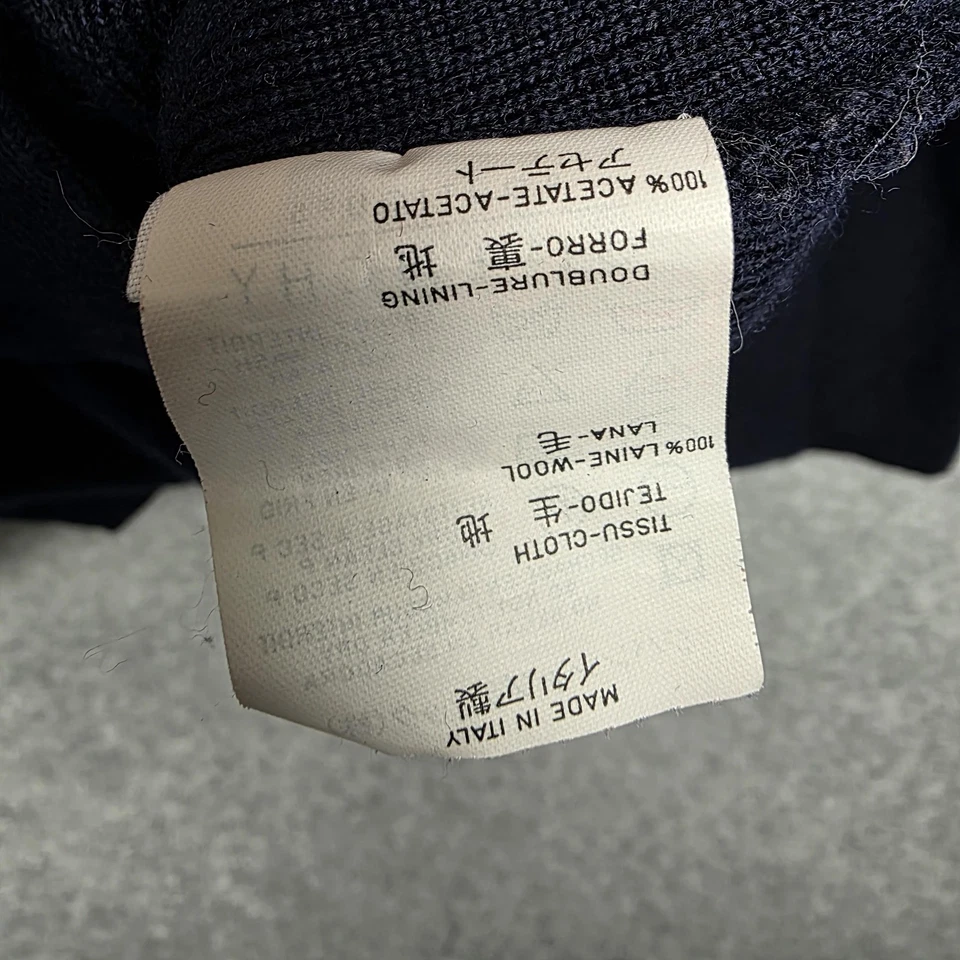 MADE IN ITALY
イタリア製
TISSU-CLOTH
TEJIDO-生 地
100% LAINE-WOOL
LANA-毛
DOUBLURE-LINING
FORRO-裏 地
100% ACETATE-ACETATO
アセテート